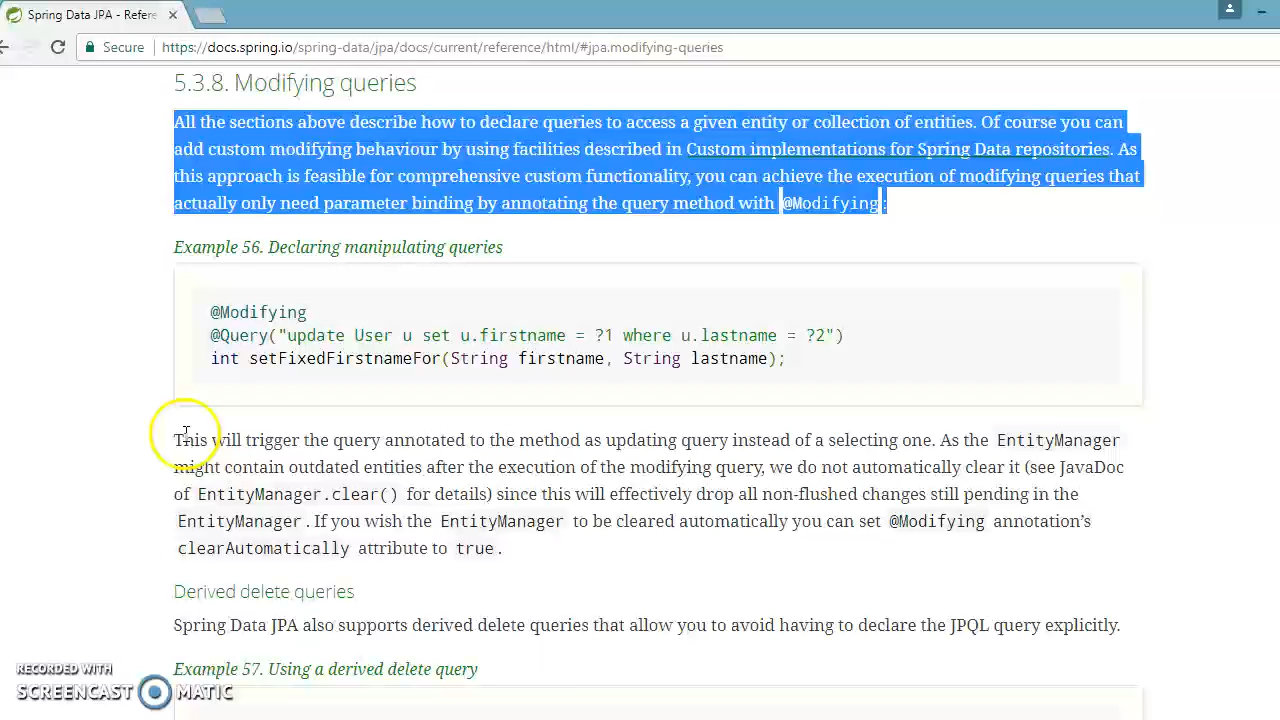 Spring Data JPA - Refere
Secure https://docs.spring.io/spring-data/jpa/docs/current/reference/html/#jpa.modifying-queries
5.3.8. Modifying queries
All the sections above describe how to declare queries to access a given entity or collection of entities. Of course you can
add custom modifying behaviour by using facilities described in Custom implementations for Spring Data repositories. As
this approach is feasible for comprehensive custom functionality, you can achieve the execution of modifying queries that
actually only need parameter binding by annotating the query method with @Modifying:
Example 56. Declaring manipulating queries
@Modifying
@Query("update User u set u.firstname = ?1 where u.lastname = ?2")
int setFixedFirstnameFor(String firstname, String lastname);
This will trigger the query annotated to the method as updating query instead of a selecting one. As the EntityManager
might contain outdated entities after the execution of the modifying query, we do not automatically clear it (see JavaDoc
of EntityManager.clear() for details) since this will effectively drop all non-flushed changes still pending in the
EntityManager. If you wish the EntityManager to be cleared automatically you can set @Modifying annotation's
clearAutomatically attribute to true.
Derived delete queries
Spring Data JPA also supports derived delete queries that allow you to avoid having to declare the JPQL query explicitly.
Example 57. Using a derived delete query
RECORDED WITH
SCREENCAST MATIC